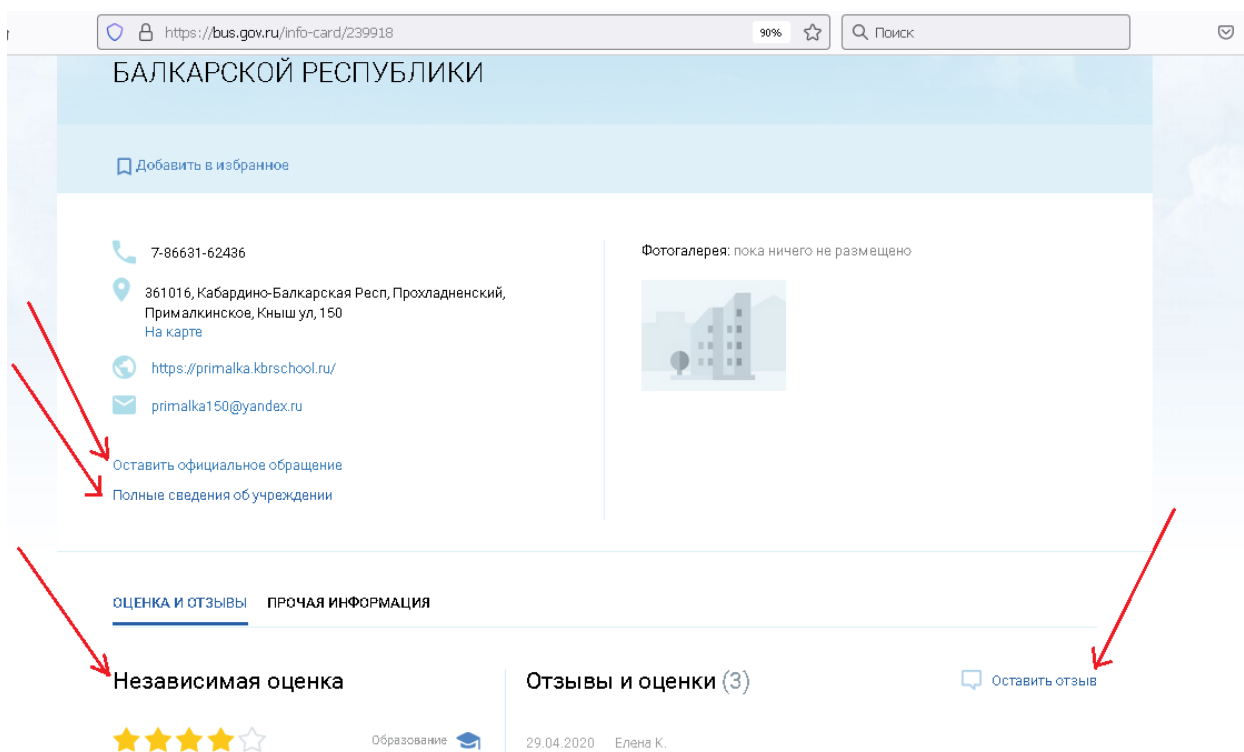 https://bus.gov.ru/info-card/239918
90%
Поиск
БАЛКАРСКОЙ РЕСПУБЛИКИ
Добавить в избранное
7-86631-62436
361016, Кабардино-Балкарская Респ, Прохладненский,
Прималкинское, Кныш ул, 150
На карте
https://primalka.kbrschool.ru/
primalka150@yandex.ru
Оставить официальное обращение
Полные сведения об учреждении
Фотогалерея: пока ничего не размещено
ОЦЕНКА И ОТЗЫВЫ ПРОЧАЯ ИНФОРМАЦИЯ
Независимая оценка
Образование
Отзывы и оценки (3)
Оставить отзыв
29.04.2020 Елена К.